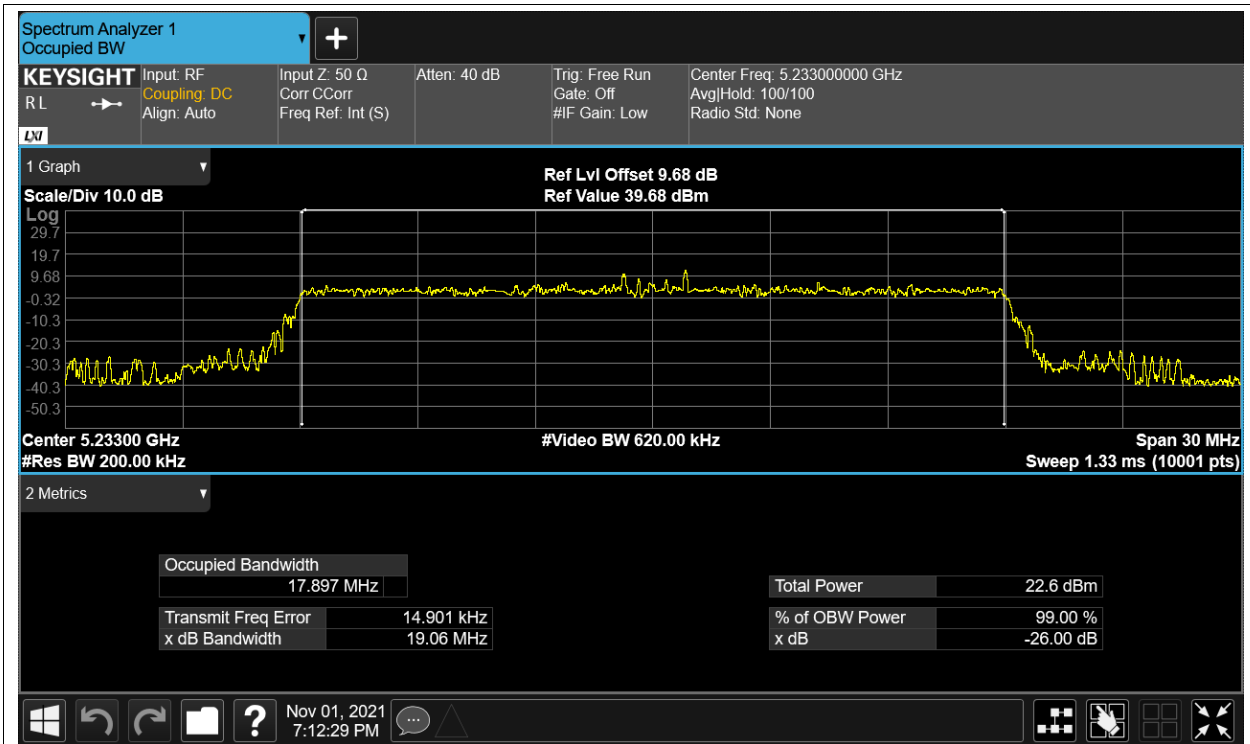 Spectrum Analyzer 1
Occupied BW
KEYSIGHT
R L
LXI
Input: RF
Coupling: DC
Align: Auto
Input Z: 50 Ω
Corr CCorr
Freq Ref: Int (S)
Atten: 40 dB
Trig: Free Run
Gate: Off
#IF Gain: Low
Center Freq: 5.233000000 GHz
Avg|Hold: 100/100
Radio Std: None
1 Graph
Scale/Div 10.0 dB
Ref Lvl Offset 9.68 dB
Ref Value 39.68 dBm
Log
29.7
19.7
9.68
-0.32
-10.3
-20.3
-30.3
-40.3
-50.3
Center 5.23300 GHz
#Res BW 200.00 kHz
#Video BW 620.00 kHz
Span 30 MHz
Sweep 1.33 ms (10001 pts)
2 Metrics
Occupied Bandwidth
17.897 MHz
Transmit Freq Error 14.901 kHz
x dB Bandwidth 19.06 MHz
Total Power 22.6 dBm
% of OBW Power 99.00 %
x dB -26.00 dB
?
Nov 01, 2021
7:12:29 PM